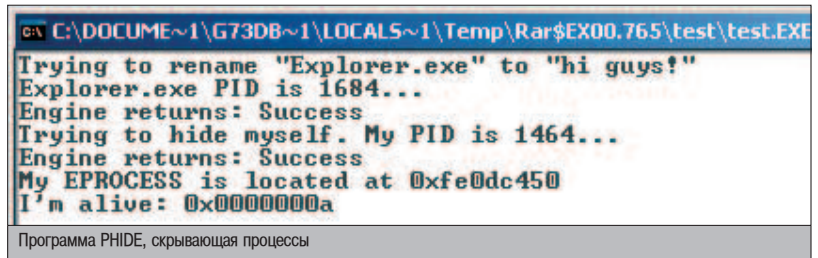 C:\DOCUME~1\G73DB~1\LOCALS~1\Temp\Rar$EX00.765\test\test.EXE
Trying to rename "Explorer.exe" to "hi guys!"
Explorer.exe PID is 1684...
Engine returns: Success
Trying to hide myself. My PID is 1464...
Engine returns: Success
My EPROCESS is located at 0xfe0dc450
I'm alive: 0x0000000a
Программа PHIDE, скрывающая процессы